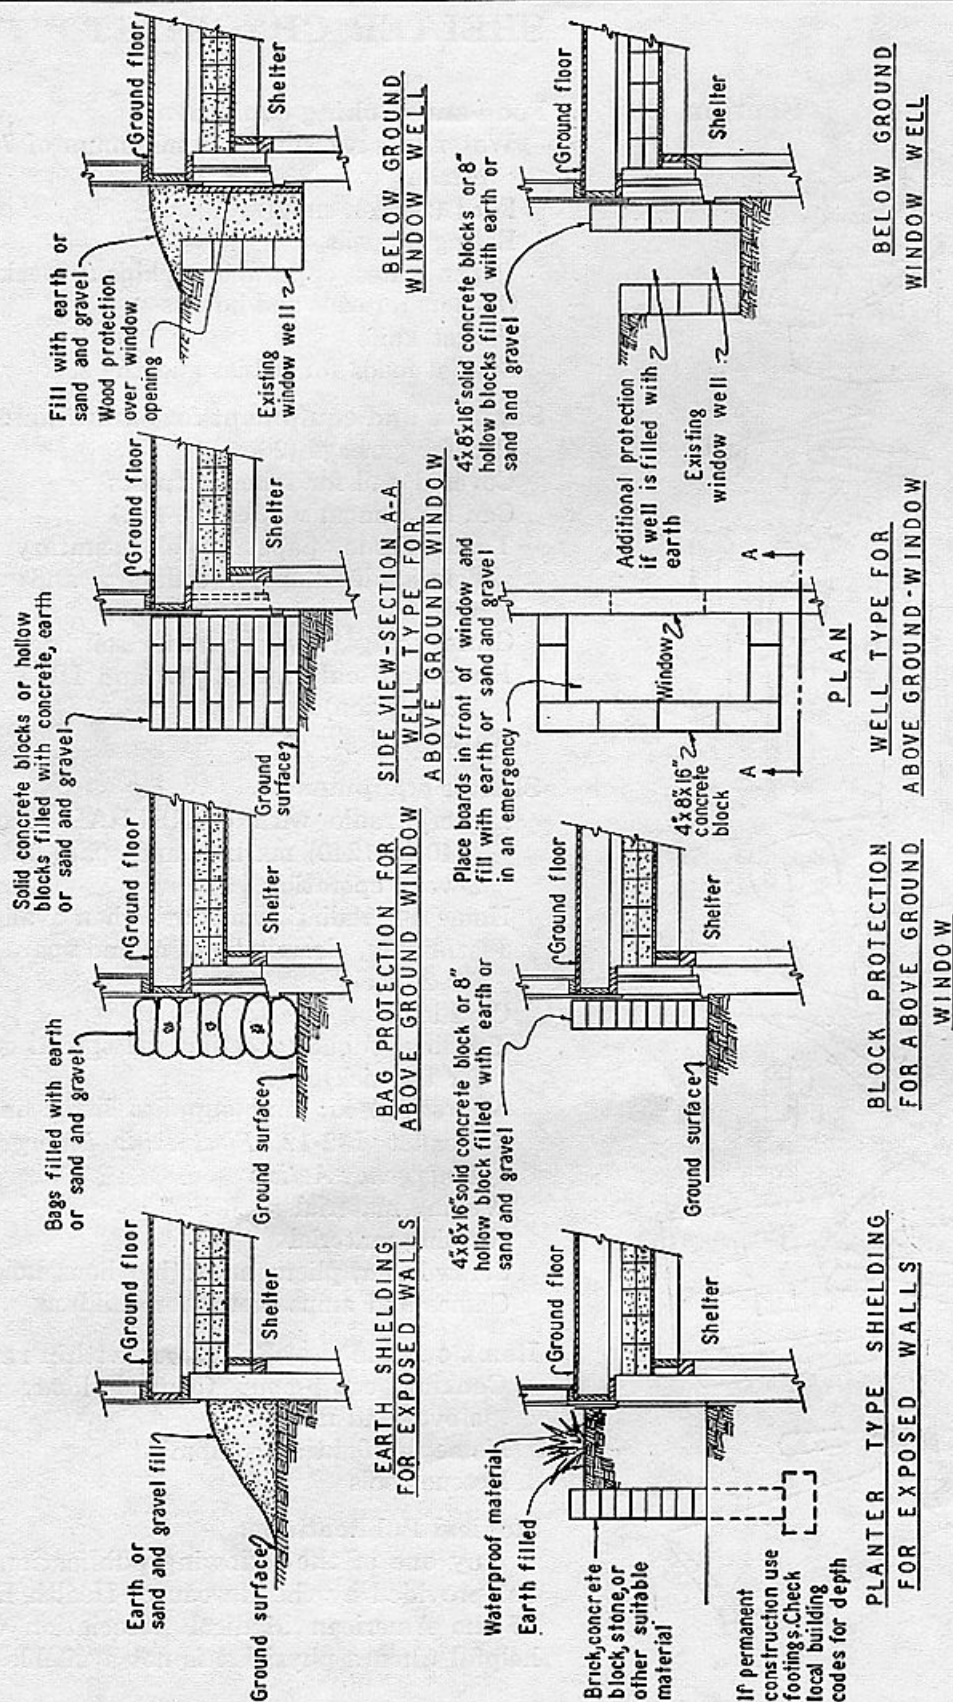 Earth or
sand and gravel fill
Ground floor
Shelter
Ground surface
EARTH SHIELDING
FOR EXPOSED WALLS
Bags filled with earth
or sand and gravel
Ground floor
Shelter
Ground surface
BAG PROTECTION FOR
ABOVE GROUND WINDOW
Solid concrete blocks or hollow
blocks filled with concrete, earth
or sand and gravel
Ground floor
Shelter
Ground
surface
SIDE VIEW-SECTION A-A
WELL TYPE FOR
ABOVE GROUND WINDOW
Fill with earth or
sand and gravel
Wood protection
over window
opening
Ground floor
Shelter
Existing
window well
BELOW GROUND
WINDOW WELL
Waterproof material
Earth filled
Brick, concrete
block, stone, or
other suitable
material
Ground floor
Shelter
If permanent
construction use
footings. Check
local building
codes for depth
PLANTER TYPE SHIELDING
FOR EXPOSED WALLS
4"x8"x16" solid concrete block or 8"
hollow block filled with earth or
sand and gravel
Ground floor
Shelter
Ground surface
BLOCK PROTECTION
FOR ABOVE GROUND
WINDOW
Place boards in front of window and
fill with earth or sand and gravel
in an emergency
Window
4"x8"x16"
concrete
block
A
A
PLAN
WELL TYPE FOR
ABOVE GROUND-WINDOW
4"x8"x16" solid concrete blocks or 8"
hollow blocks filled with earth or
sand and gravel
Ground floor
Shelter
Additional protection
if well is filled with
earth
Existing
window well
BELOW GROUND
WINDOW WELL